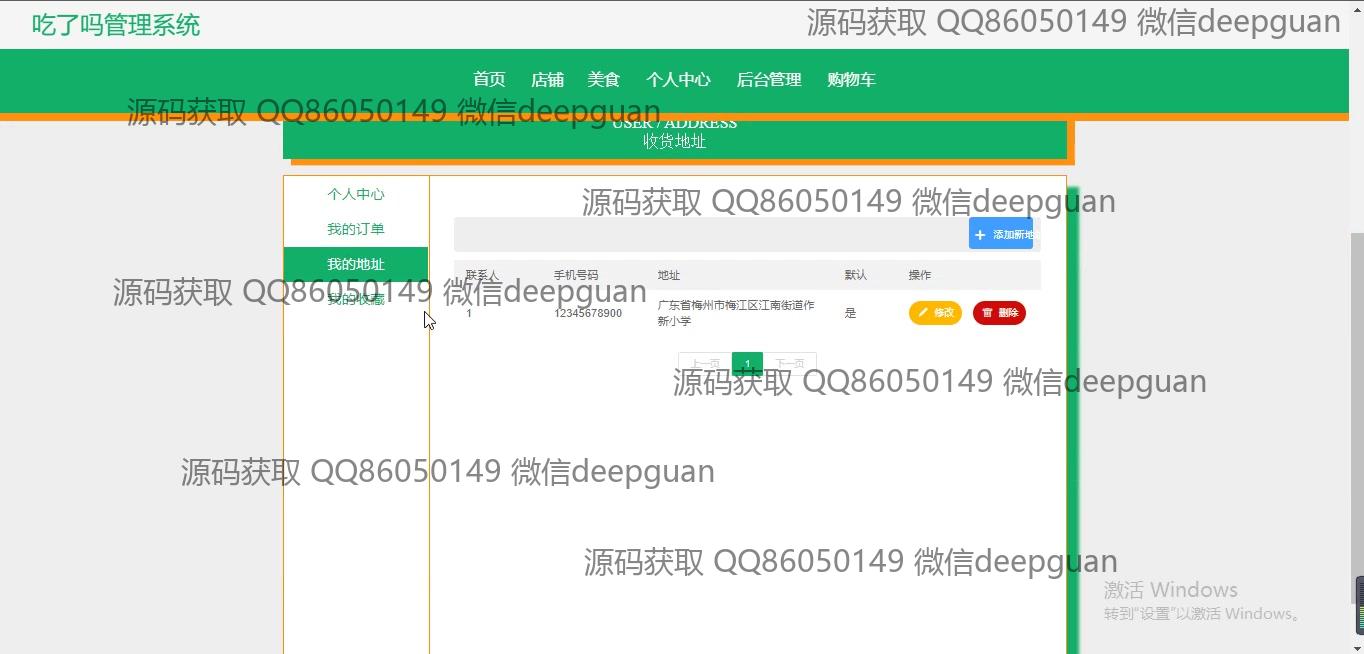 吃了吗管理系统
源码获取 QQ86050149 微信deepguan
首页 店铺 美食 个人中心 后台管理 购物车
源码获取 QQ86050149 微信deepguan
USER / ADDRESS
收货地址
个人中心
源码获取 QQ86050149 微信deepguan
我的订单
+ 添加新地
我的地址
联系人 手机号码 地址 默认 操作
源码获取 QQ86050149 微信deepguan
我的收藏
1 12345678900 广东省梅州市梅江区江南街道作 是 修改 删除
新小学
上一页 1 下一页
源码获取 QQ86050149 微信deepguan
源码获取 QQ86050149 微信deepguan
源码获取 QQ86050149 微信deepguan
激活 Windows
转到"设置"以激活 Windows。